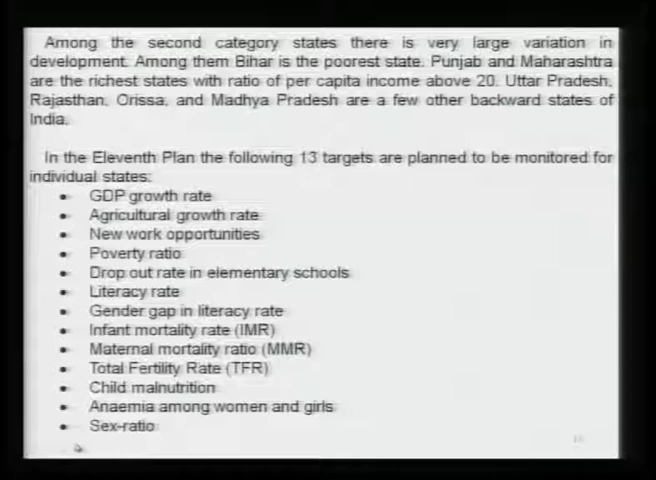 Among the second category states there is very large variation in
development. Among them Bihar is the poorest state. Punjab and Maharashtra
are the richest states with ratio of per capita income above 20. Uttar Pradesh,
Rajasthan, Orissa, and Madhya Pradesh are a few other backward states of
India.
In the Eleventh Plan the following 13 targets are planned to be monitored for
individual states:
• GDP growth rate
• Agricultural growth rate
• New work opportunities
• Poverty ratio
• Drop out rate in elementary schools
• Literacy rate
• Gender gap in literacy rate
• Infant mortality rate (IMR)
• Maternal mortality ratio (MMR)
• Total Fertility Rate (TFR)
• Child malnutrition
• Anaemia among women and girls
• Sex-ratio